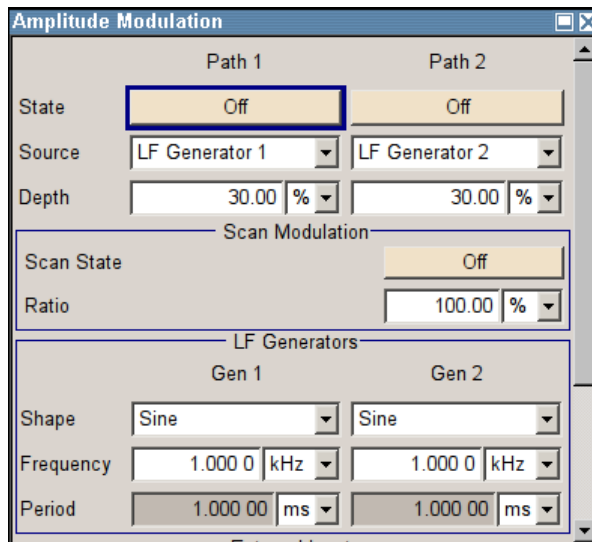 Amplitude Modulation
Path 1 Path 2
State Off Off
Source LF Generator 1 LF Generator 2
Depth 30.00 % 30.00 %
Scan Modulation
Scan State Off
Ratio 100.00 %
LF Generators
Gen 1 Gen 2
Shape Sine Sine
Frequency 1.000 0 kHz 1.000 0 kHz
Period 1.000 00 ms 1.000 00 ms